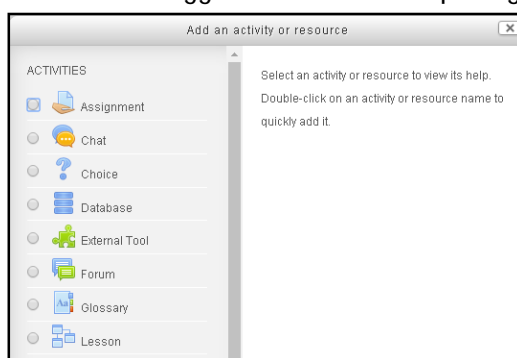 Add an activity or resource
ACTIVITIES
Assignment
Chat
Choice
Database
External Tool
Forum
Aa
Glossary
Lesson
Select an activity or resource to view its help.
Double-click on an activity or resource name to
quickly add it.